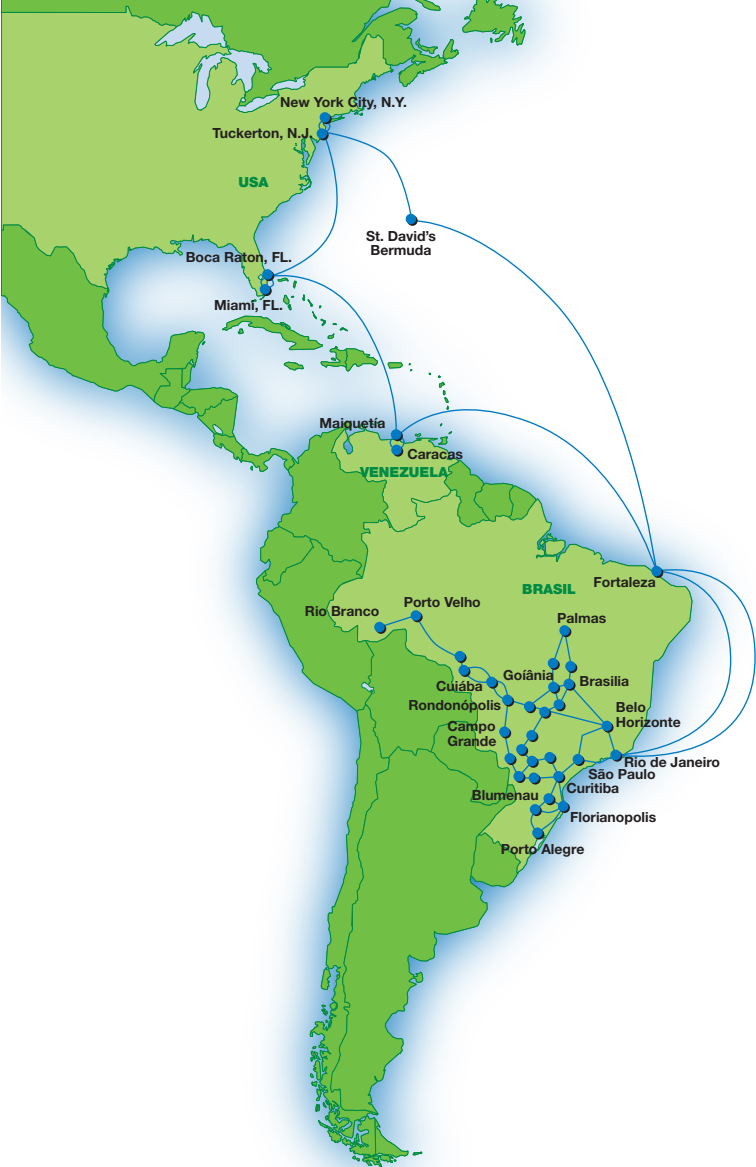 New York City, N.Y.
Tuckerton, N.J.
USA
St. David's
Bermuda
Boca Raton, FL.
Miami, FL.
Maiquetía
Caracas
VENEZUELA
Fortaleza
BRASIL
Rio Branco
Porto Velho
Palmas
Goíânia
Brasilia
Cuiába
Rondonópolis
Belo
Horizonte
Campo
Grande
Rio de Janeiro
São Paulo
Curitiba
Blumenau
Florianopolis
Porto Alegre